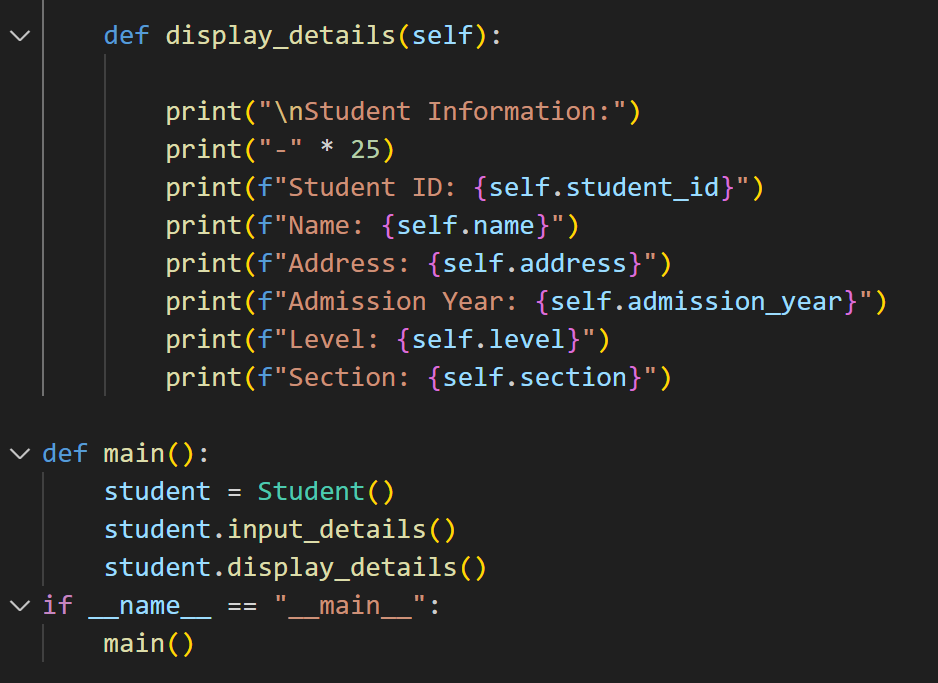 def display_details(self):
print("\nStudent Information:")
print("-" * 25)
print(f"Student ID: {self.student_id}")
print(f"Name: {self.name}")
print(f"Address: {self.address}")
print(f"Admission Year: {self.admission_year}")
print(f"Level: {self.level}")
print(f"Section: {self.section}")
def main():
student = Student()
student.input_details()
student.display_details()
if __name__ == "__main__":
main()